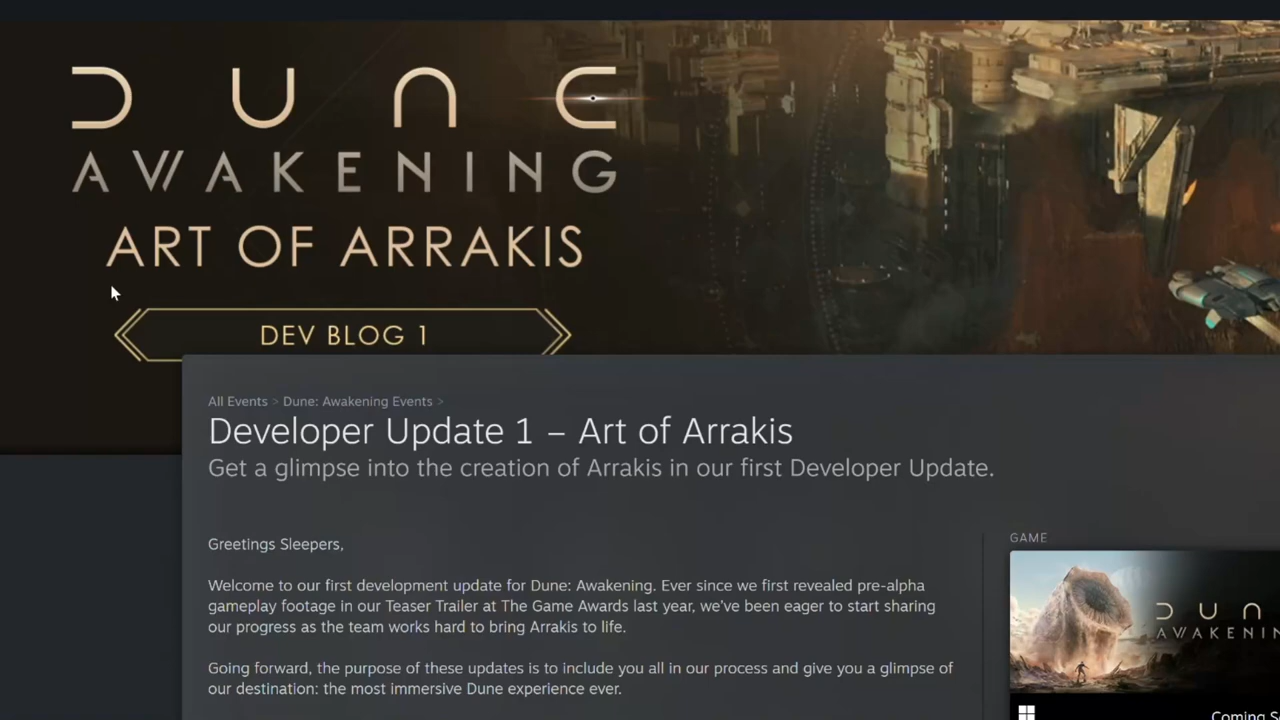 DUNE
AWAKENING
ART OF ARRAKIS
DEV BLOG 1
All Events > Dune: Awakening Events >
Developer Update 1 – Art of Arrakis
Get a glimpse into the creation of Arrakis in our first Developer Update.
Greetings Sleepers,
Welcome to our first development update for Dune: Awakening. Ever since we first revealed pre-alpha
gameplay footage in our Teaser Trailer at The Game Awards last year, we've been eager to start sharing
our progress as the team works hard to bring Arrakis to life.
Going forward, the purpose of these updates is to include you all in our process and give you a glimpse of
our destination: the most immersive Dune experience ever.
GAME
DUN
AWAKENIN
Coming S